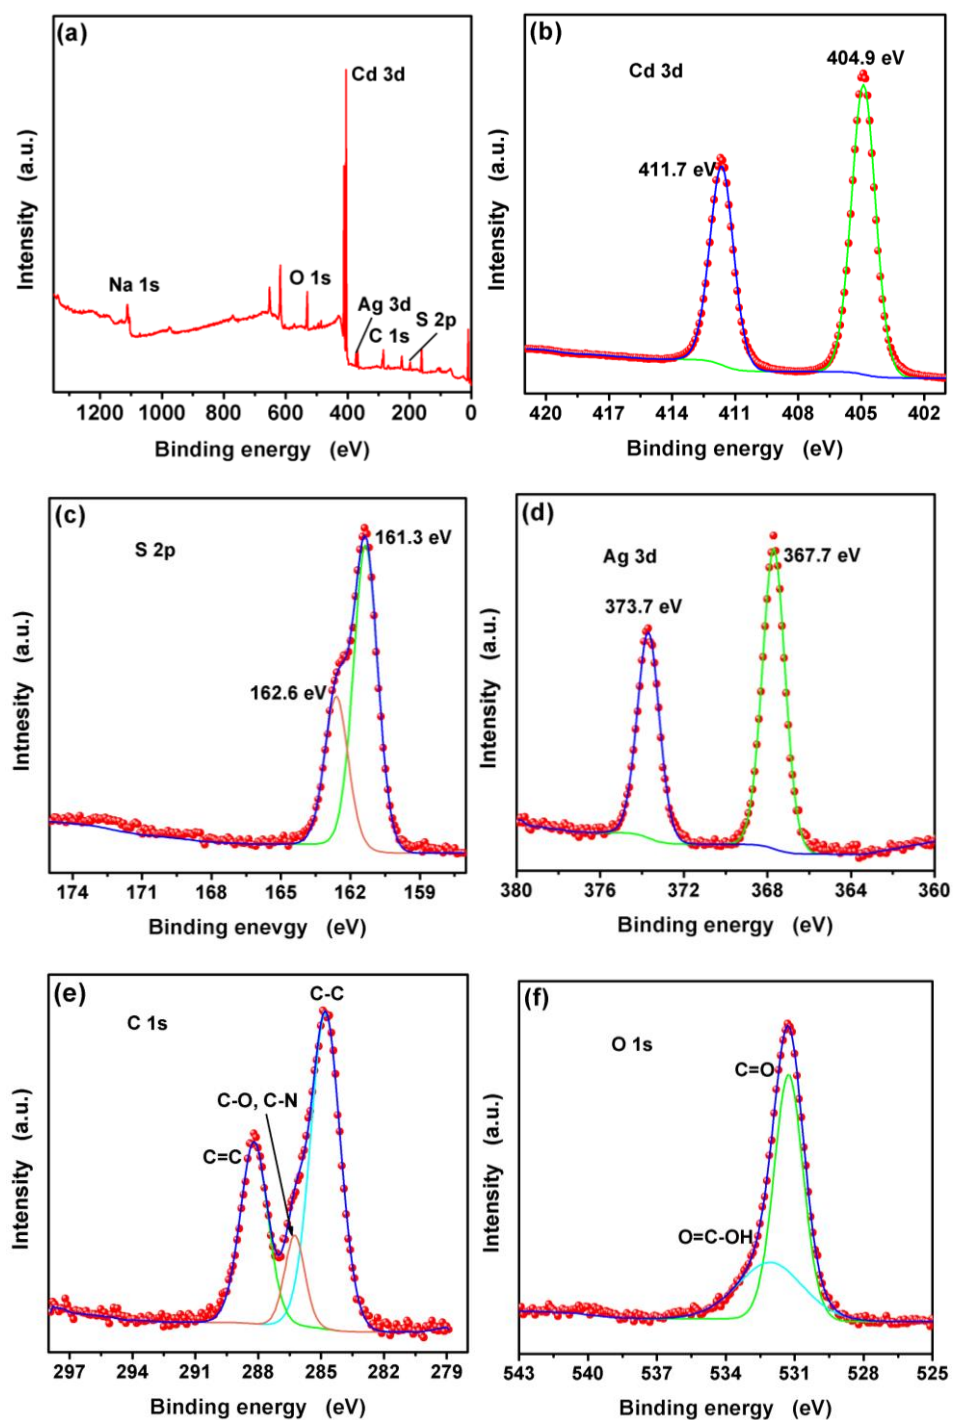 (a)
Cd 3d
Na 1s
O 1s
Ag 3d
C 1s
S 2p
1200 1000 800 600 400 200 0
Binding energy (eV)
Intensity (a.u.)
(b)
Cd 3d
404.9 eV
411.7 eV
420 417 414 411 408 405 402
Binding energy (eV)
Intensity (a.u.)
(c)
S 2p
161.3 eV
162.6 eV
174 171 168 165 162 159
Binding enevgy (eV)
Intnesity (a.u.)
(d)
Ag 3d
367.7 eV
373.7 eV
380 376 372 368 364 360
Binding energy (eV)
Intensity (a.u.)
(e)
C 1s
C-C
C-O, C-N
C=C
297 294 291 288 285 282 279
Binding energy (eV)
Intensity (a.u.)
(f)
O 1s
C=O
O=C-OH
543 540 537 534 531 528 525
Binding energy (eV)
Intensity (a.u.)